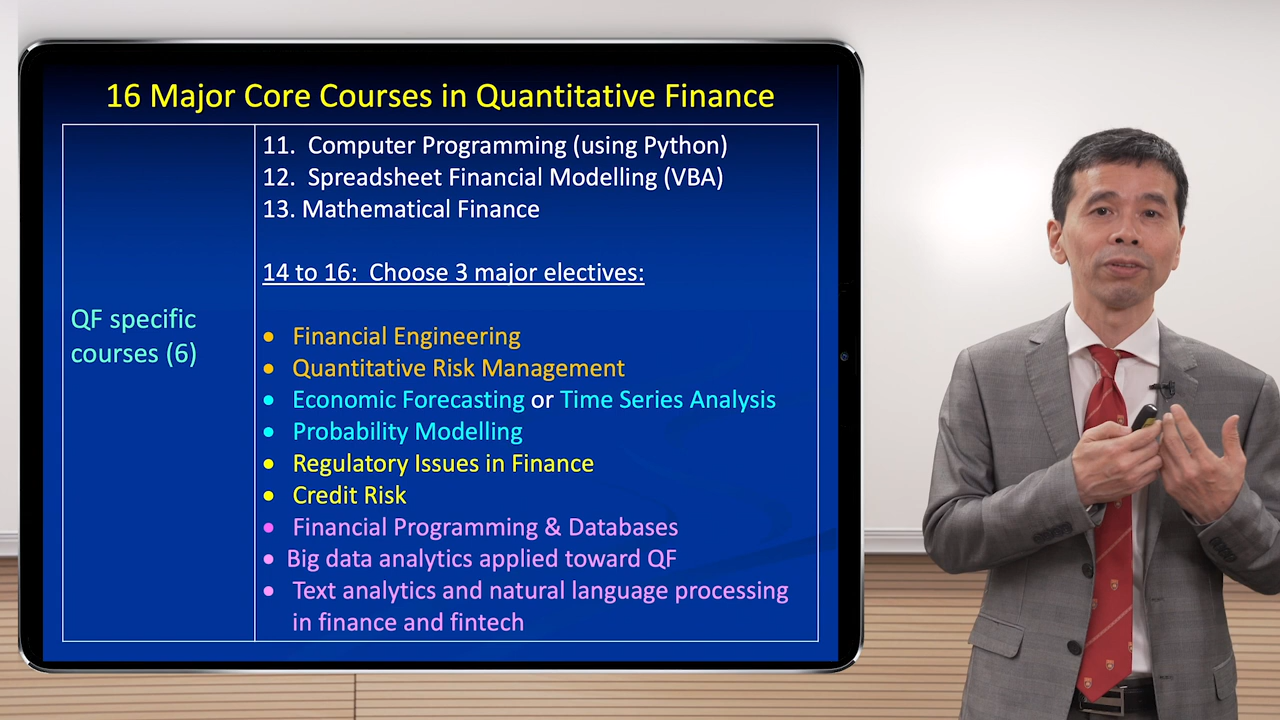 16 Major Core Courses in Quantitative Finance
QF specific
courses (6)
11. Computer Programming (using Python)
12. Spreadsheet Financial Modelling (VBA)
13. Mathematical Finance
14 to 16: Choose 3 major electives:
• Financial Engineering
• Quantitative Risk Management
• Economic Forecasting or Time Series Analysis
• Probability Modelling
• Regulatory Issues in Finance
• Credit Risk
• Financial Programming & Databases
• Big data analytics applied toward QF
• Text analytics and natural language processing
in finance and fintech